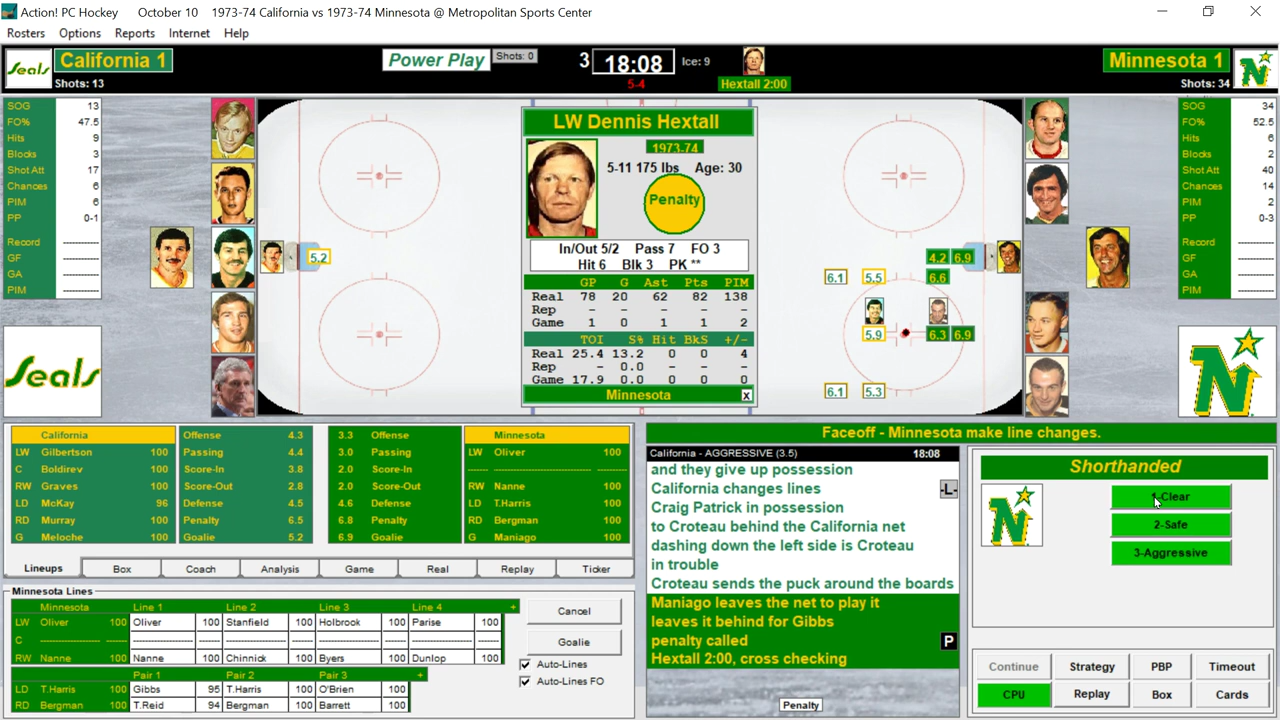 Action! PC Hockey October 10 1973-74 California vs 1973-74 Minnesota @ Metropolitan Sports Center
Rosters Options Reports Internet Help
Seals California 1 Power Play Shots: 0 3 18:08 Ice: 9 Minnesota 1
Shots: 13 5-4 Hextall 2:00 Shots: 34
SOG 13
FO% 47.5
Hits 9
Blocks 3
Shot Att 17
Chances 6
PIM 6
PP 0-1
Record ----------
GF ----------
GA ----------
PIM ----------
Seals
5.2
LW Dennis Hextall
1973-74
5-11 175 lbs Age: 30
Penalty
In/Out 5/2 Pass 7 FO 3
Hit 6 Blk 3 PK **
GP G Ast Pts PIM
Real 78 20 62 82 138
Rep - - - - -
Game 1 0 1 1 2
TOI S% Hit BkS +/-
Real 25.4 13.2 0 0 4
Rep - 0.0 - - -
Game 17.9 0.0 0 0 0
Minnesota X
4.2 6.9
6.1 5.5 6.6
5.9 6.3 6.9
6.1 5.3
SOG 34
FO% 52.5
Hits 6
Blocks 2
Shot Att 40
Chances 14
PIM 2
PP 0-3
Record ----------
GF ----------
GA ----------
PIM ----------
N
California Offense 4.3 3.3 Offense Minnesota
LW Gilbertson 100 Passing 4.4 3.0 Passing LW Oliver 100
C Boldirev 100 Score-In 3.8 2.0 Score-In
RW Graves 100 Score-Out 2.8 2.0 Score-Out RW Nanne 100
LD McKay 96 Defense 4.5 4.6 Defense LD T.Harris 100
RD Murray 100 Penalty 6.5 6.8 Penalty RD Bergman 100
G Meloche 100 Goalie 5.2 6.9 Goalie G Maniago 100
Lineups Box Coach Analysis Game Real Replay Ticker
Minnesota Lines
Minnesota Line 1 Line 2 Line 3 Line 4 +
LW Oliver 100 Oliver 100 Stanfield 100 Holbrook 100 Parise 100
C
RW Nanne 100 Nanne 100 Chinnick 100 Byers 100 Dunlop 100
Pair 1 Pair 2 Pair 3 +
LD T.Harris 100 Gibbs 95 T.Harris 100 O'Brien 100
RD Bergman 100 T.Reid 94 Bergman 100 Barrett 100
Cancel
Goalie
Auto-Lines
Auto-Lines FO
Faceoff - Minnesota make line changes.
California - AGGRESSIVE (3.5) 18:08
and they give up possession
California changes lines -L-
Craig Patrick in possession
to Croteau behind the California net
dashing down the left side is Croteau
in trouble
Croteau sends the puck around the boards
Maniago leaves the net to play it
leaves it behind for Gibbs
penalty called P
Hextall 2:00, cross checking
Penalty
Shorthanded
N
1-Clear
2-Safe
3-Aggressive
Continue Strategy PBP Timeout
CPU Replay Box Cards